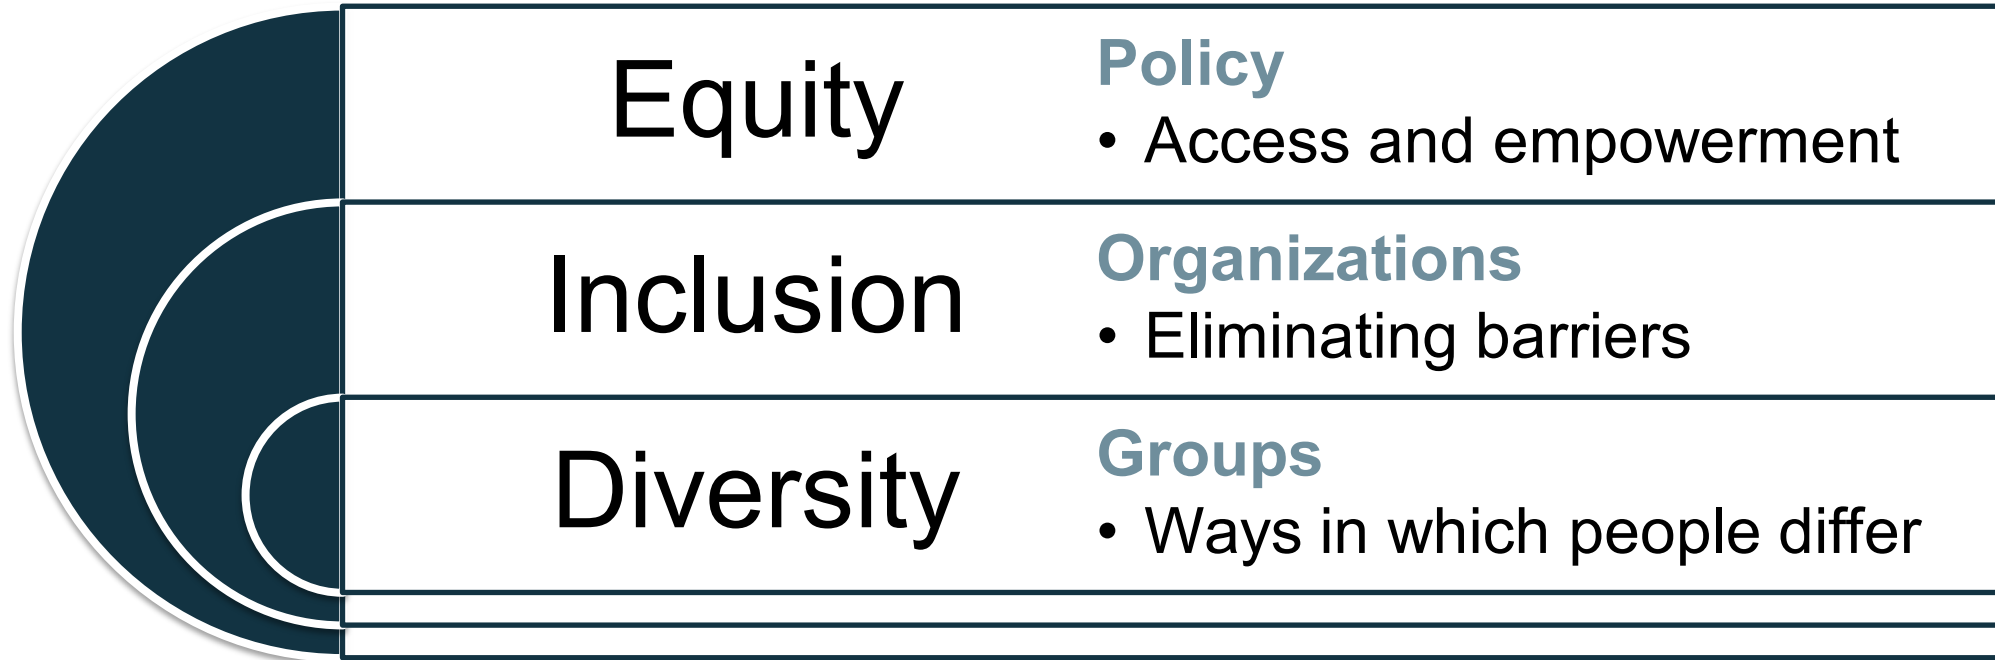 Equity
Policy
• Access and empowerment
Inclusion
Organizations
• Eliminating barriers
Diversity
Groups
• Ways in which people differ